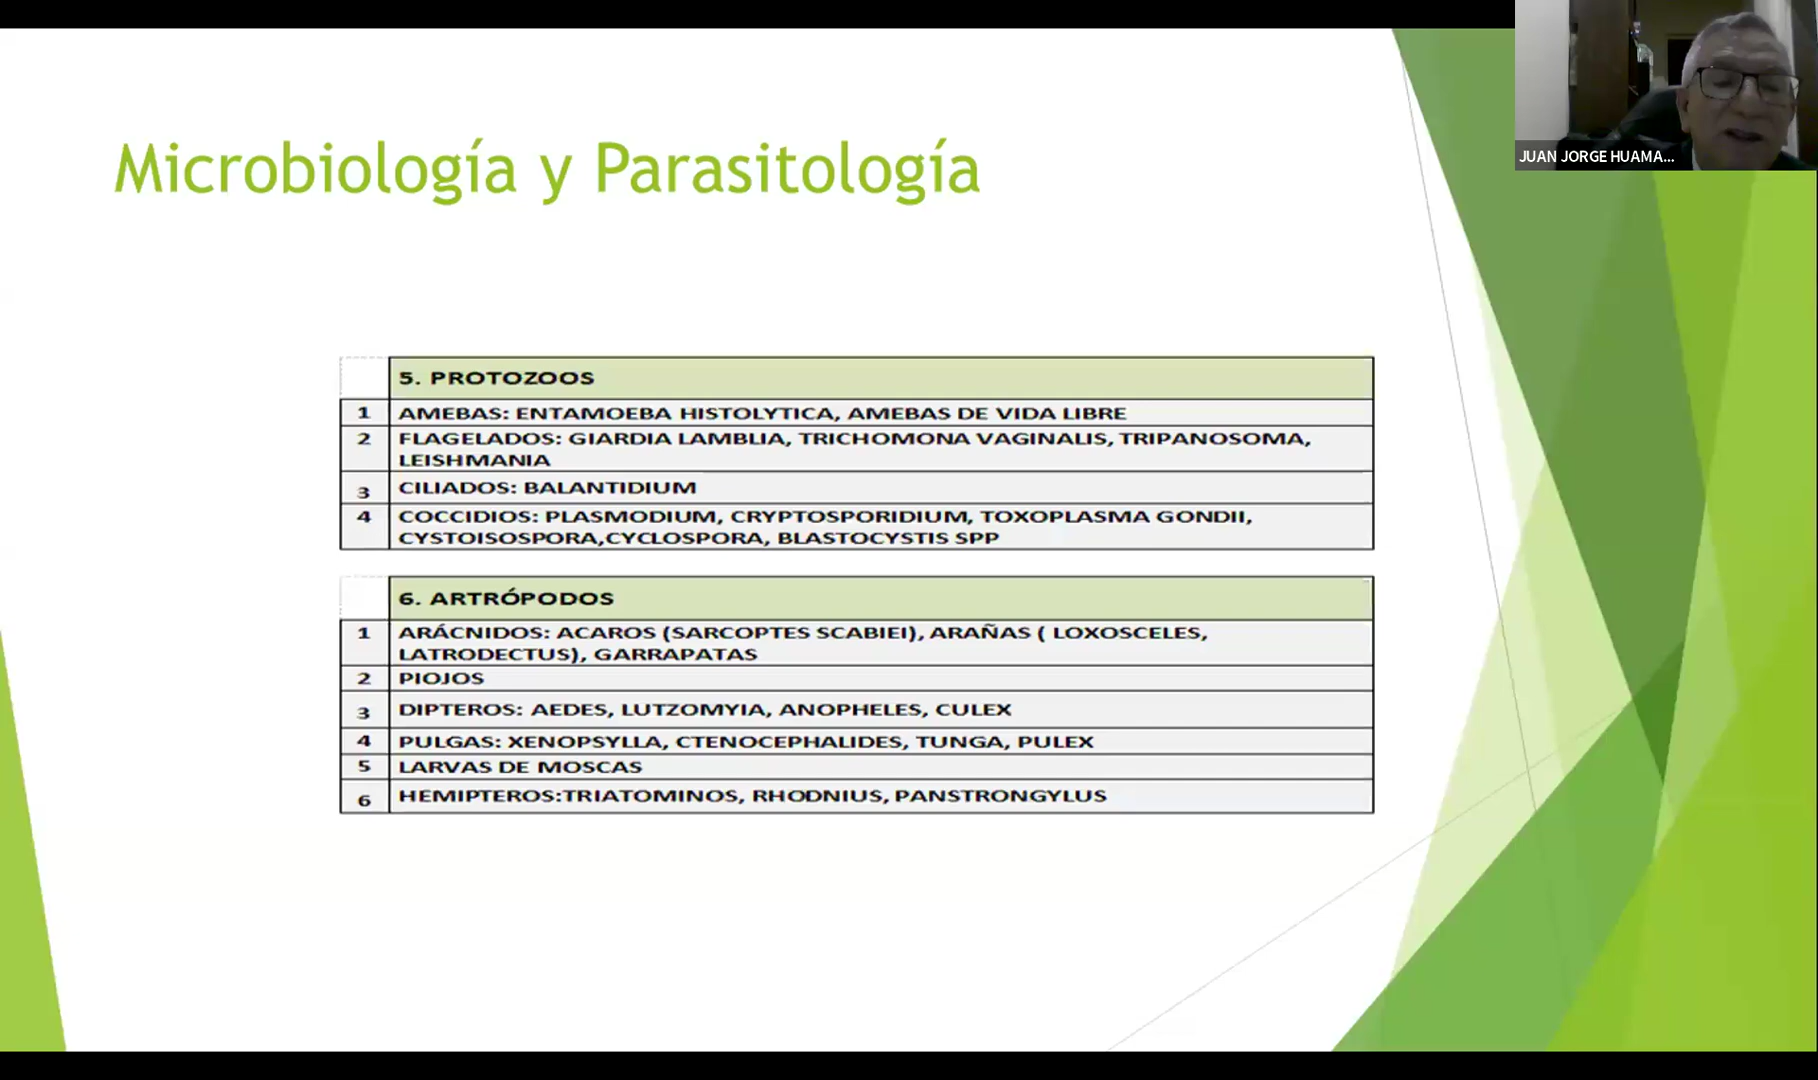 Microbiología y Parasitología
JUAN JORGE HUAMA...
5. PROTOZOOS
1 AMEBAS: ENTAMOEBA HISTOLYTICA, AMEBAS DE VIDA LIBRE
2 FLAGELADOS: GIARDIA LAMBLIA, TRICHOMONA VAGINALIS, TRIPANOSOMA,
LEISHMANIA
3 CILIADOS: BALANTIDIUM
4 COCCIDIOS: PLASMODIUM, CRYPTOSPORIDIUM, TOXOPLASMA GONDII,
CYSTOISOSPORA,CYCLOSPORA, BLASTOCYSTIS SPP
6. ARTRÓPODOS
1 ARÁCNIDOS: ACAROS (SARCOPTES SCABIEI), ARAÑAS ( LOXOSCELES,
LATRODECTUS), GARRAPATAS
2 PIOJOS
3 DIPTEROS: AEDES, LUTZOMYIA, ANOPHELES, CULEX
4 PULGAS: XENOPSYLLA, CTENOCEPHALIDES, TUNGA, PULEX
5 LARVAS DE MOSCAS
6 HEMIPTEROS:TRIATOMINOS, RHODNIUS, PANSTRONGYLUS